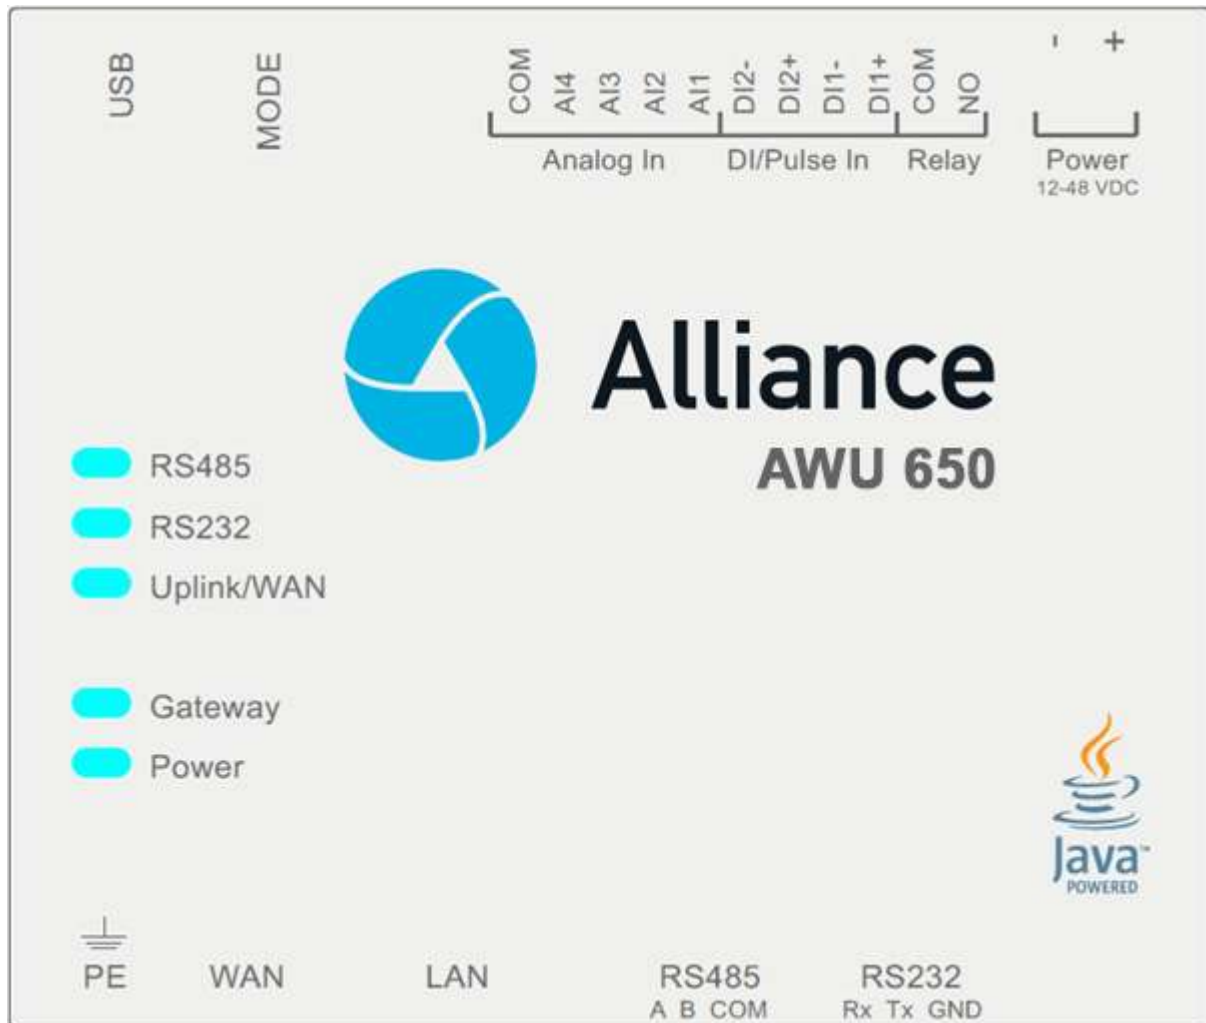 USB
MODE
COM AI4 AI3 AI2 AI1 DI2- DI2+ DI1- DI1+ COM NO - +
Analog In DI/Pulse In Relay Power
12-48 VDC
Alliance
AWU 650
RS485
RS232
Uplink/WAN
Gateway
Power
Java™
POWERED
PE WAN LAN RS485 RS232
A B COM Rx Tx GND